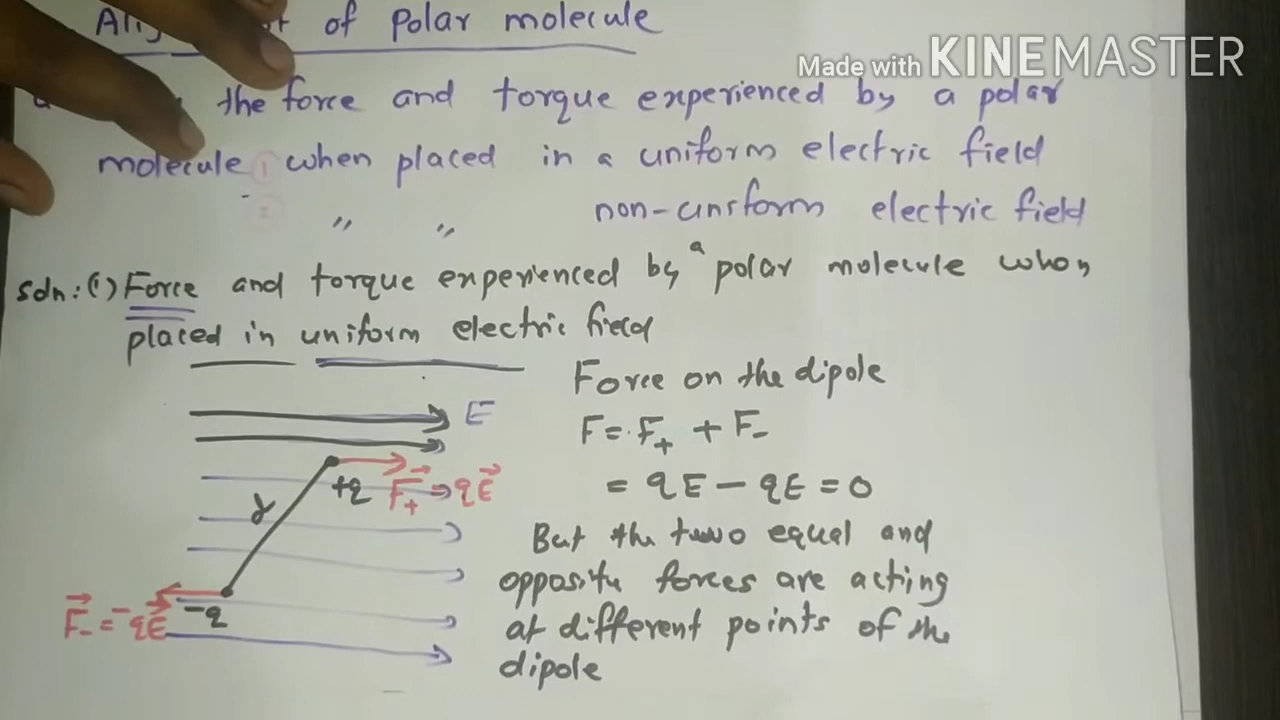 of polar molecule
Made with KINEMASTER
the force and torque experienced by a polar
molecule 1 when placed in a uniform electric field
2 " " non-uniform electric field
Soln: (1) Force and torque experienced by a polar molecule when
placed in uniform electric field
Force on the dipole
E
F = F₊ + F₋
+q F⃗₊ = qE⃗
= qE - qE = 0
But the two equal and
opposite forces are acting
F⃗₋ = -qE⃗ -q
at different points of the
dipole